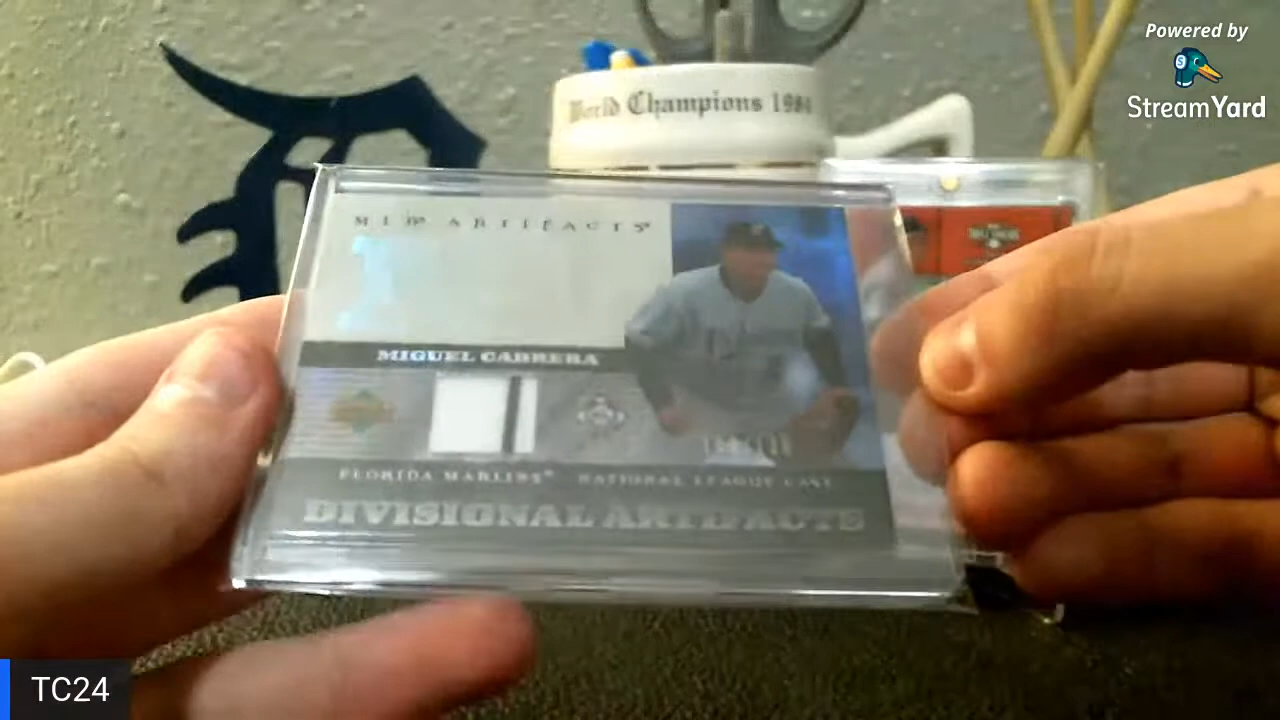 Powered by
StreamYard
World Champions 1984
MLB ARTIFACTS
MIGUEL CABRERA
FLORIDA MARLINS NATIONAL LEAGUE EAST
DIVISIONAL ARTIFACTS
TC24